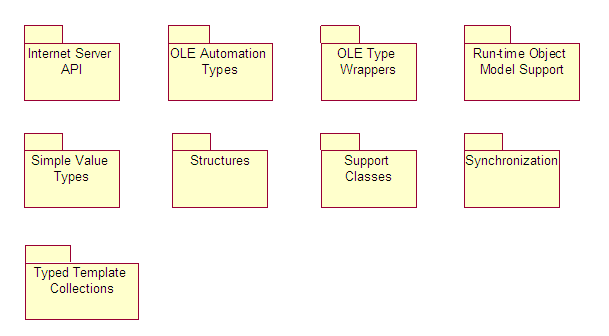 Internet Server
API
OLE Automation
Types
OLE Type
Wrappers
Run-time Object
Model Support
Simple Value
Types
Structures
Support
Classes
Synchronization
Typed Template
Collections